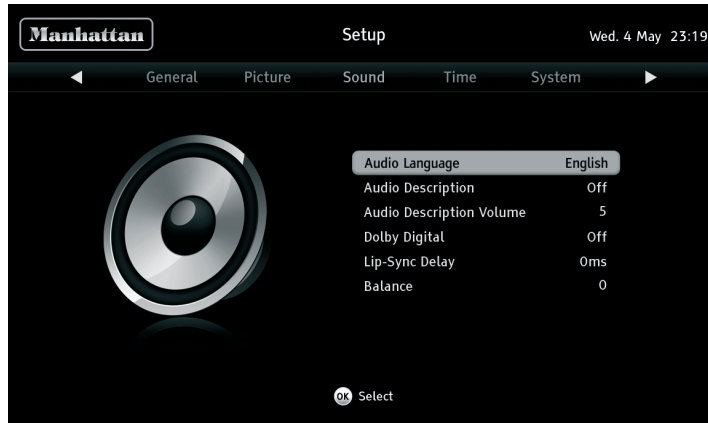 Manhattan Setup Wed. 4 May 23:19
General Picture Sound Time System
Audio Language English
Audio Description Off
Audio Description Volume 5
Dolby Digital Off
Lip-Sync Delay 0ms
Balance 0
OK Select